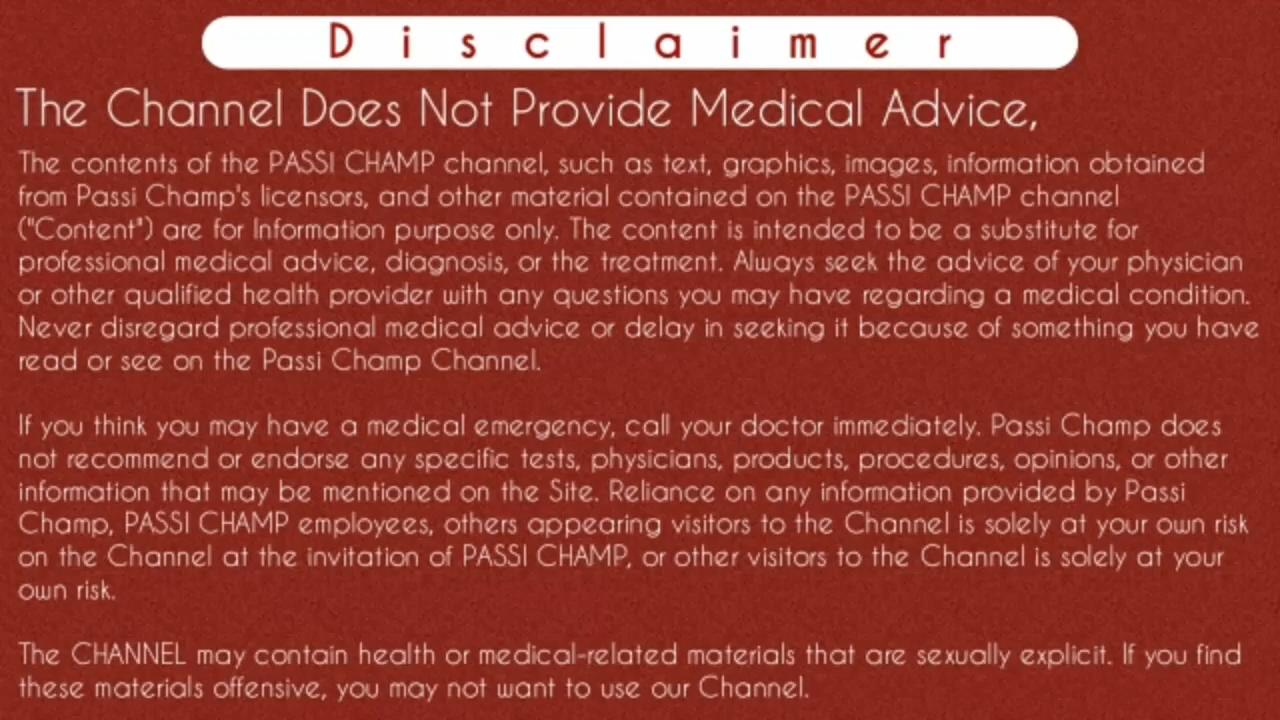 Disclaimer
The Channel Does Not Provide Medical Advice,
The contents of the PASSI CHAMP channel, such as text, graphics, images, information obtained
from Passi Champ's licensors, and other material contained on the PASSI CHAMP channel
("Content") are for Information purpose only. The content is intended to be a substitute for
professional medical advice, diagnosis, or the treatment. Always seek the advice of your physician
or other qualified health provider with any questions you may have regarding a medical condition.
Never disregard professional medical advice or delay in seeking it because of something you have
read or see on the Passi Champ Channel.
If you think you may have a medical emergency, call your doctor immediately. Passi Champ does
not recommend or endorse any specific tests, physicians, products, procedures, opinions, or other
information that may be mentioned on the Site. Reliance on any information provided by Passi
Champ, PASSI CHAMP employees, others appearing visitors to the Channel is solely at your own risk
on the Channel at the invitation of PASSI CHAMP, or other visitors to the Channel is solely at your
own risk.
The CHANNEL may contain health or medical-related materials that are sexually explicit. If you find
these materials offensive, you may not want to use our Channel.